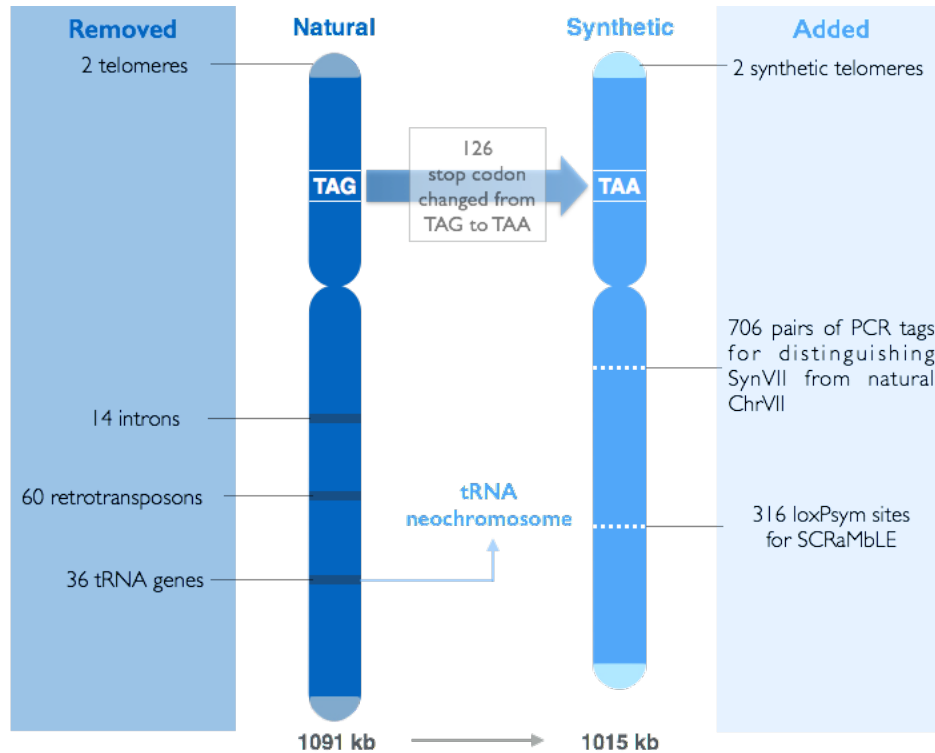 Removed
Natural
Synthetic
Added
2 telomeres
2 synthetic telomeres
126
stop codon
changed from
TAG to TAA
TAG
TAA
706 pairs of PCR tags
for distinguishing
SynVII from natural
ChrVII
14 introns
60 retrotransposons
tRNA
neochromosome
316 loxPsym sites
for SCRaMbLE
36 tRNA genes
1091 kb
1015 kb